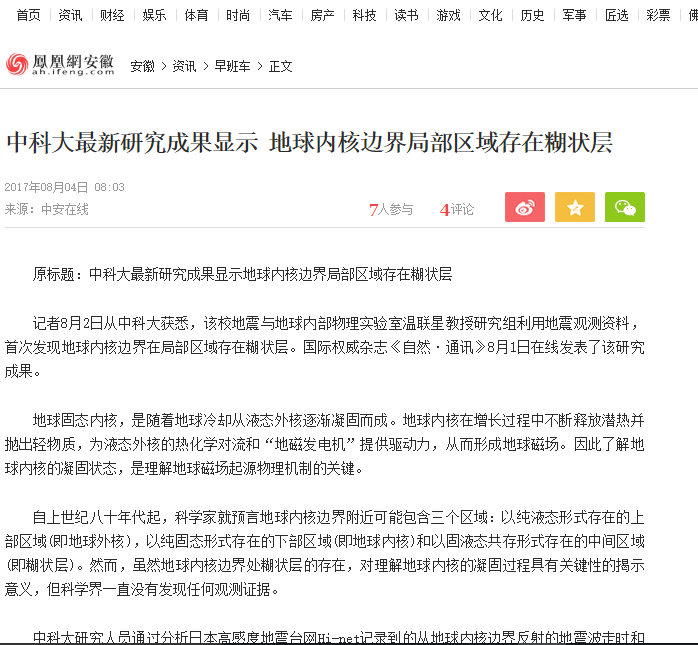 首页 资讯 财经 娱乐 体育 时尚 汽车 房产 科技 读书 游戏 文化 历史 军事 匠选 彩票
鳳凰網安徽
ah.ifeng.com
安徽 > 资讯 > 早班车 > 正文
中科大最新研究成果显示 地球内核边界局部区域存在糊状层
2017年08月04日 08:03
来源：中安在线
7人参与 4评论
原标题：中科大最新研究成果显示地球内核边界局部区域存在糊状层
记者8月2日从中科大获悉，该校地震与地球内部物理实验室温联星教授研究组利用地震观测资料，
首次发现地球内核边界在局部区域存在糊状层。国际权威杂志《自然·通讯》8月1日在线发表了该研究
成果。
地球固态内核，是随着地球冷却从液态外核逐渐凝固而成。地球内核在增长过程中不断释放潜热并
抛出轻物质，为液态外核的热化学对流和“地磁发电机”提供驱动力，从而形成地球磁场。因此了解地
球内核的凝固状态，是理解地球磁场起源物理机制的关键。
自上世纪八十年代起，科学家就预言地球内核边界附近可能包含三个区域：以纯液态形式存在的上
部区域(即地球外核)，以纯固态形式存在的下部区域(即地球内核)和以固液态共存形式存在的中间区域
(即糊状层)。然而，虽然地球内核边界处糊状层的存在，对理解地球内核的凝固过程具有关键性的揭示
意义，但科学界一直没有发现任何观测证据。
中科大研究人员通过分析日本高感度地震台网Hi-net记录到的从地球内核边界反射的地震波走时和